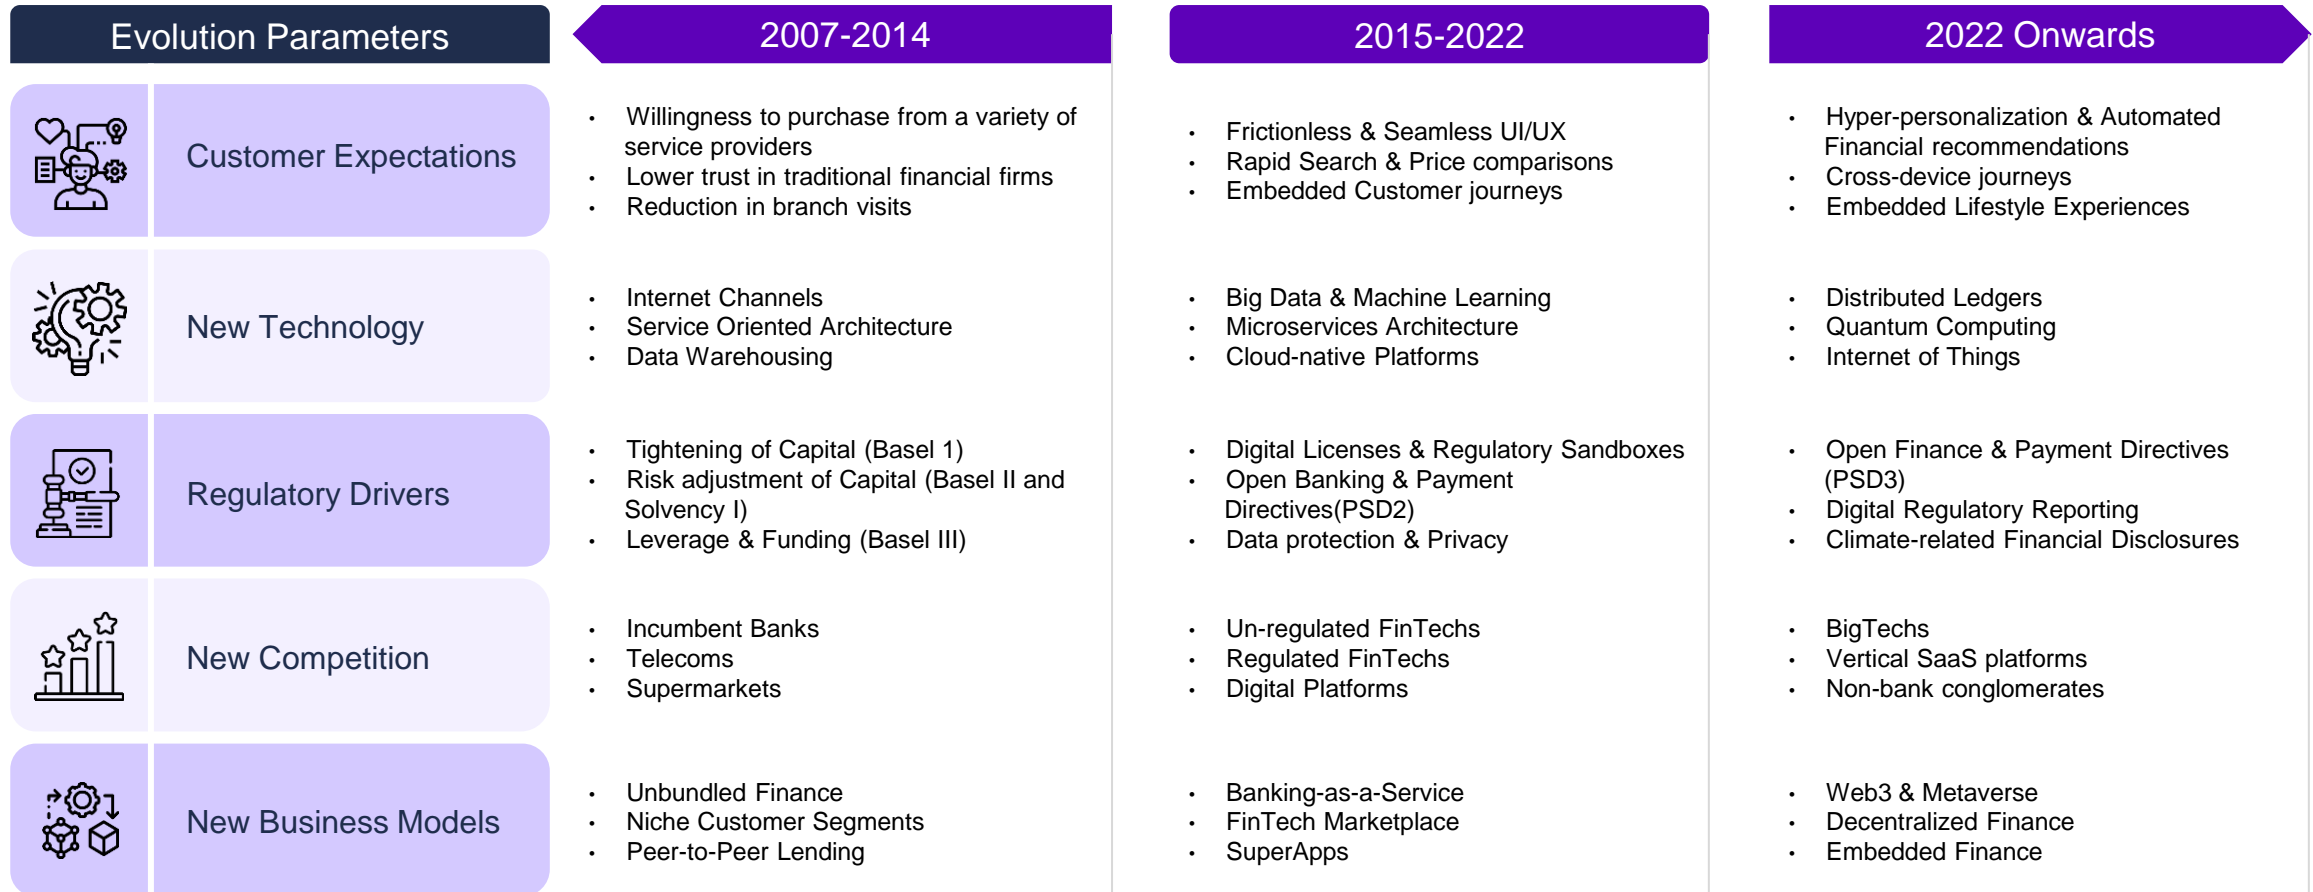 Evolution Parameters
2007-2014
2015-2022
2022 Onwards
Customer Expectations
• Willingness to purchase from a variety of
service providers
• Lower trust in traditional financial firms
• Reduction in branch visits
• Frictionless & Seamless UI/UX
• Rapid Search & Price comparisons
• Embedded Customer journeys
• Hyper-personalization & Automated
Financial recommendations
• Cross-device journeys
• Embedded Lifestyle Experiences
New Technology
• Internet Channels
• Service Oriented Architecture
• Data Warehousing
• Big Data & Machine Learning
• Microservices Architecture
• Cloud-native Platforms
• Distributed Ledgers
• Quantum Computing
• Internet of Things
Regulatory Drivers
• Tightening of Capital (Basel 1)
• Risk adjustment of Capital (Basel II and
Solvency I)
• Leverage & Funding (Basel III)
• Digital Licenses & Regulatory Sandboxes
• Open Banking & Payment
Directives(PSD2)
• Data protection & Privacy
• Open Finance & Payment Directives
(PSD3)
• Digital Regulatory Reporting
• Climate-related Financial Disclosures
New Competition
• Incumbent Banks
• Telecoms
• Supermarkets
• Un-regulated FinTechs
• Regulated FinTechs
• Digital Platforms
• BigTechs
• Vertical SaaS platforms
• Non-bank conglomerates
New Business Models
• Unbundled Finance
• Niche Customer Segments
• Peer-to-Peer Lending
• Banking-as-a-Service
• FinTech Marketplace
• SuperApps
• Web3 & Metaverse
• Decentralized Finance
• Embedded Finance